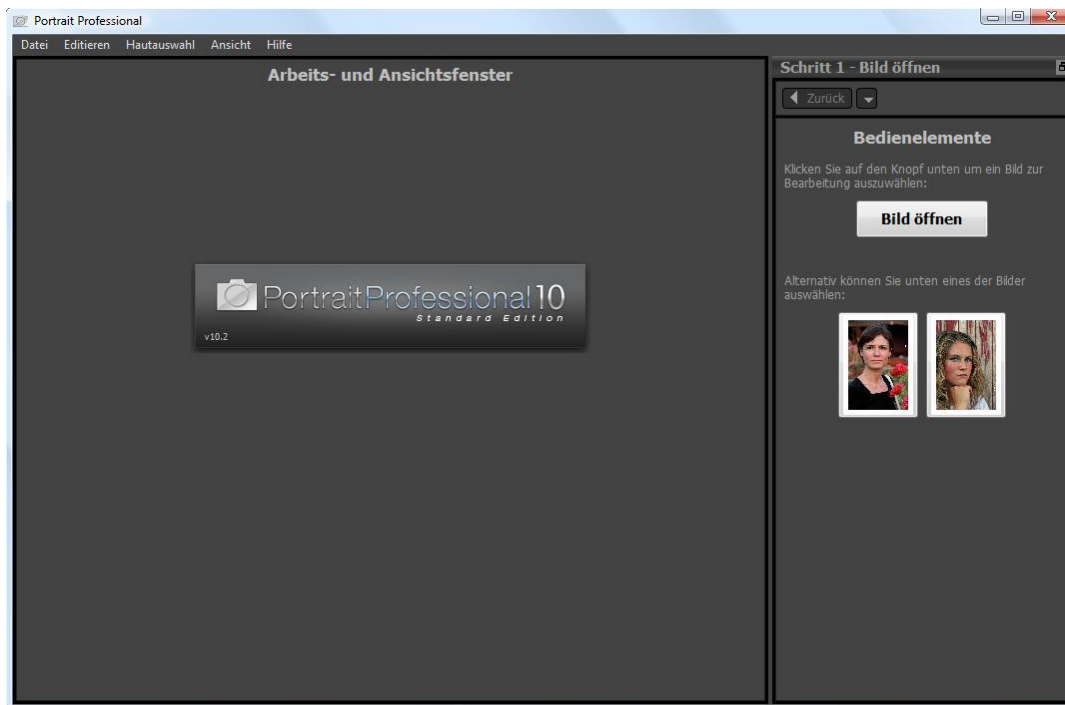 Portrait Professional
Datei Editieren Hautauswahl Ansicht Hilfe
Arbeits- und Ansichtsfenster
PortraitProfessional10
Standard Edition
v10.2
Schritt 1 - Bild öffnen
Zurück
Bedienelemente
Klicken Sie auf den Knopf unten um ein Bild zur
Bearbeitung auszuwählen:
Bild öffnen
Alternativ können Sie unten eines der Bilder
auswählen: